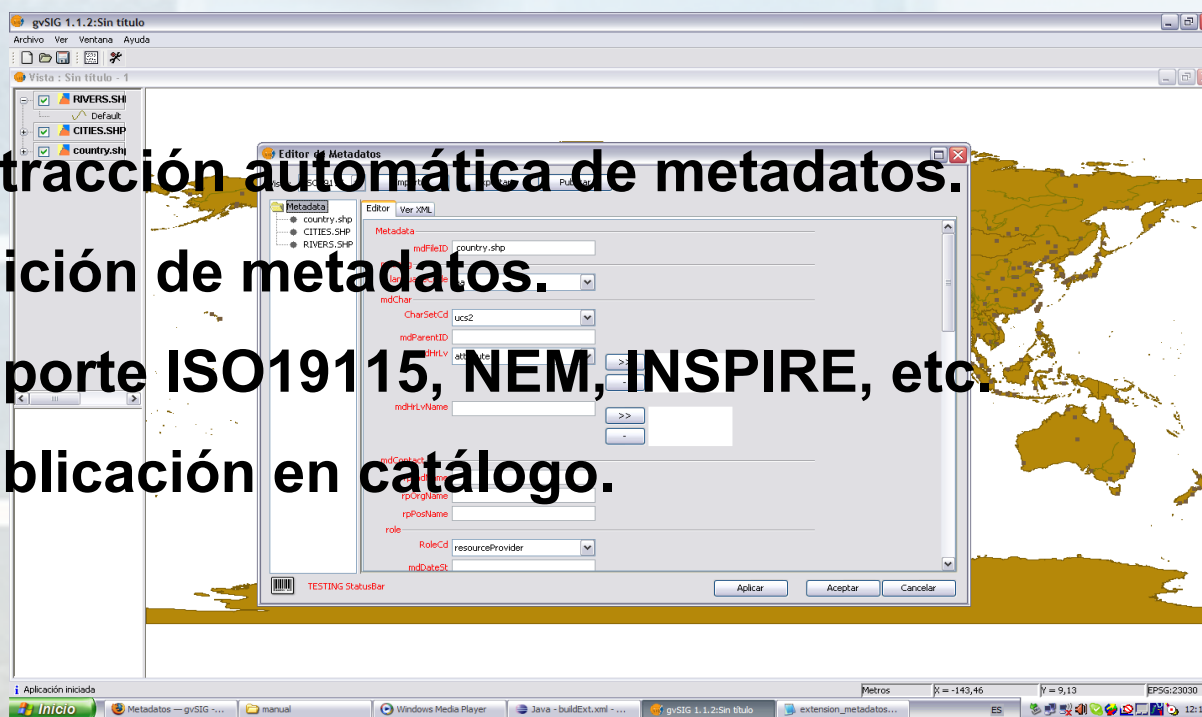 gvSIG 1.1.2:Sin título
Archivo Ver Ventana Ayuda
Vista : Sin título - 1
RIVERS.SH
Default
CITIES.SHP
country.shp
tracción automática de metadatos.
ición de metadatos.
porte ISO19115, NEM, INSPIRE, etc.
blicación en catálogo.
Editor de Metadatos
Metadata
country.shp
CITIES.SHP
RIVERS.SHP
Editor Ver XML
Metadata
mdFileID country.shp
mdChar
CharSetCd ucs2
mdParentID
mdHrLv
>>
-
mdHrLvName
>>
-
mdContact
rpOrgName
rpPosName
role
RoleCd resourceProvider
mdDateSt
TESTING StatusBar
Aplicar Aceptar Cancelar
Aplicación iniciada
Metros X = -143,46 Y = 9,13 EPSG:23030
Inicio Metadatos — gvSIG -... manual Windows Media Player Java - buildExt.xml - ... gvSIG 1.1.2:Sin título extension_metadatos... ES